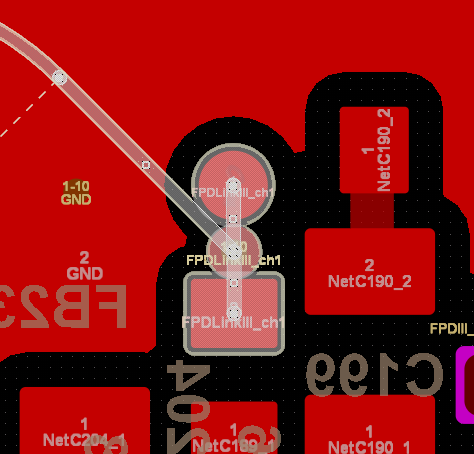 1
NetC190_2
FPDLinkIII_ch1
1-10
GND
FPDLinkIII_ch1
2
GND
2
NetC190_2
FB23
FPDLinkIII_ch1
FPDIII_
C199
402
1
NetC204_1
1
NetC189_1
1
NetC190_1